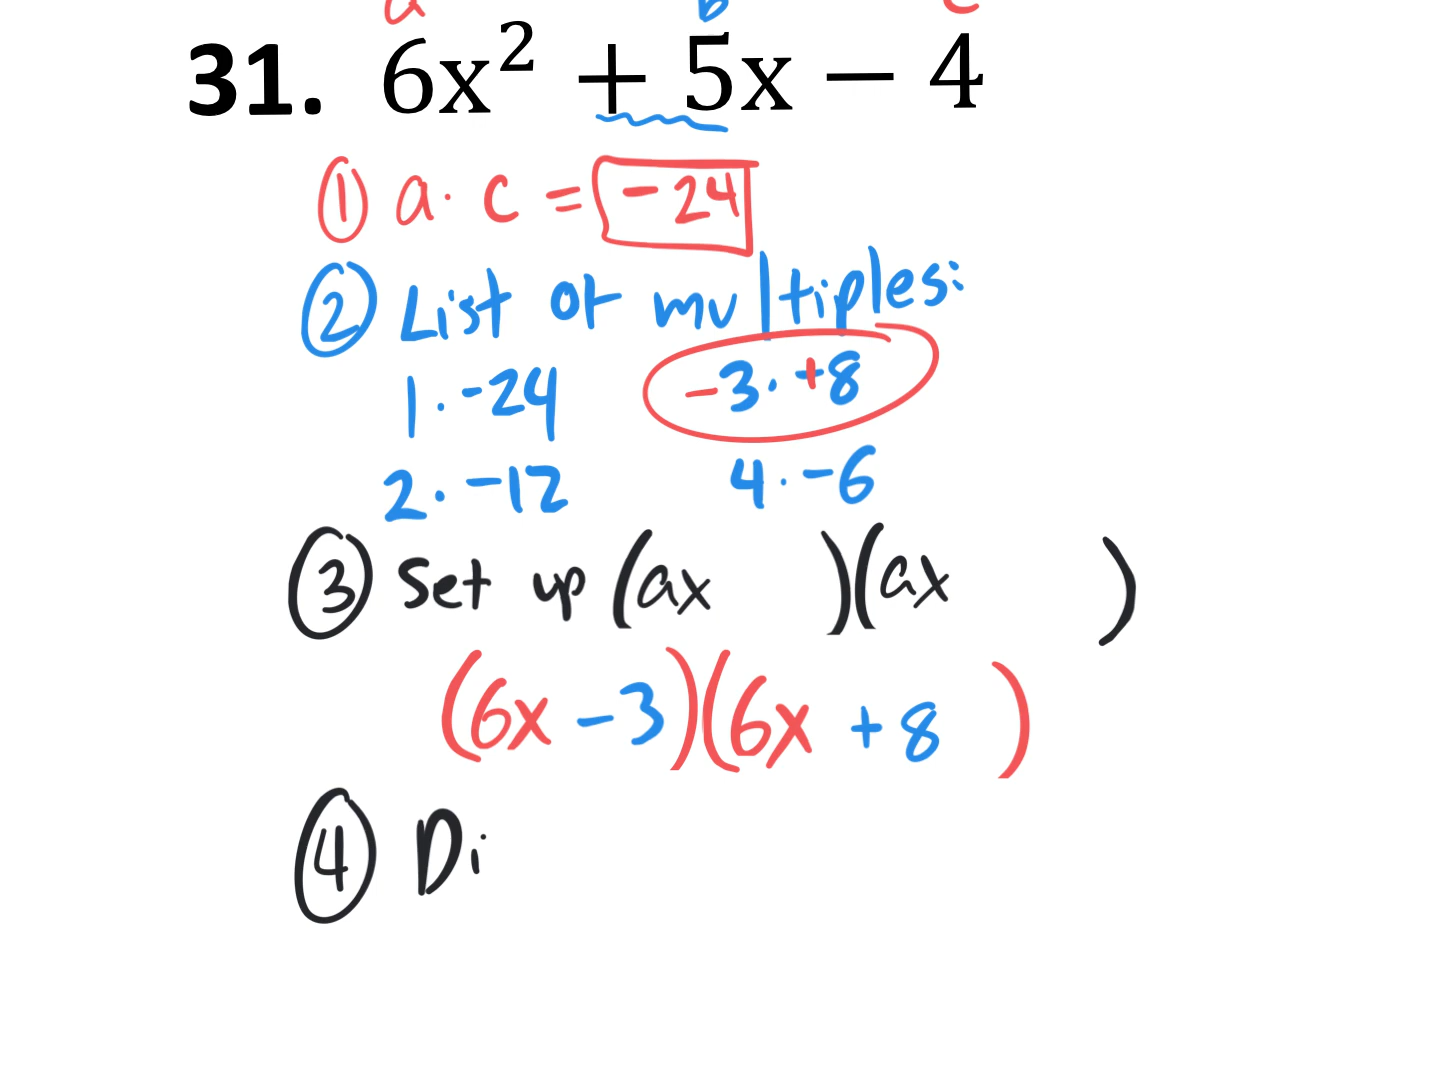 a b c
31. 6x² + 5x − 4
① a · c = -24
② List of multiples:
1 · -24 -3 · +8
2 · -12 4 · -6
③ Set up (ax )(ax )
(6x - 3)(6x + 8 )
④ Di